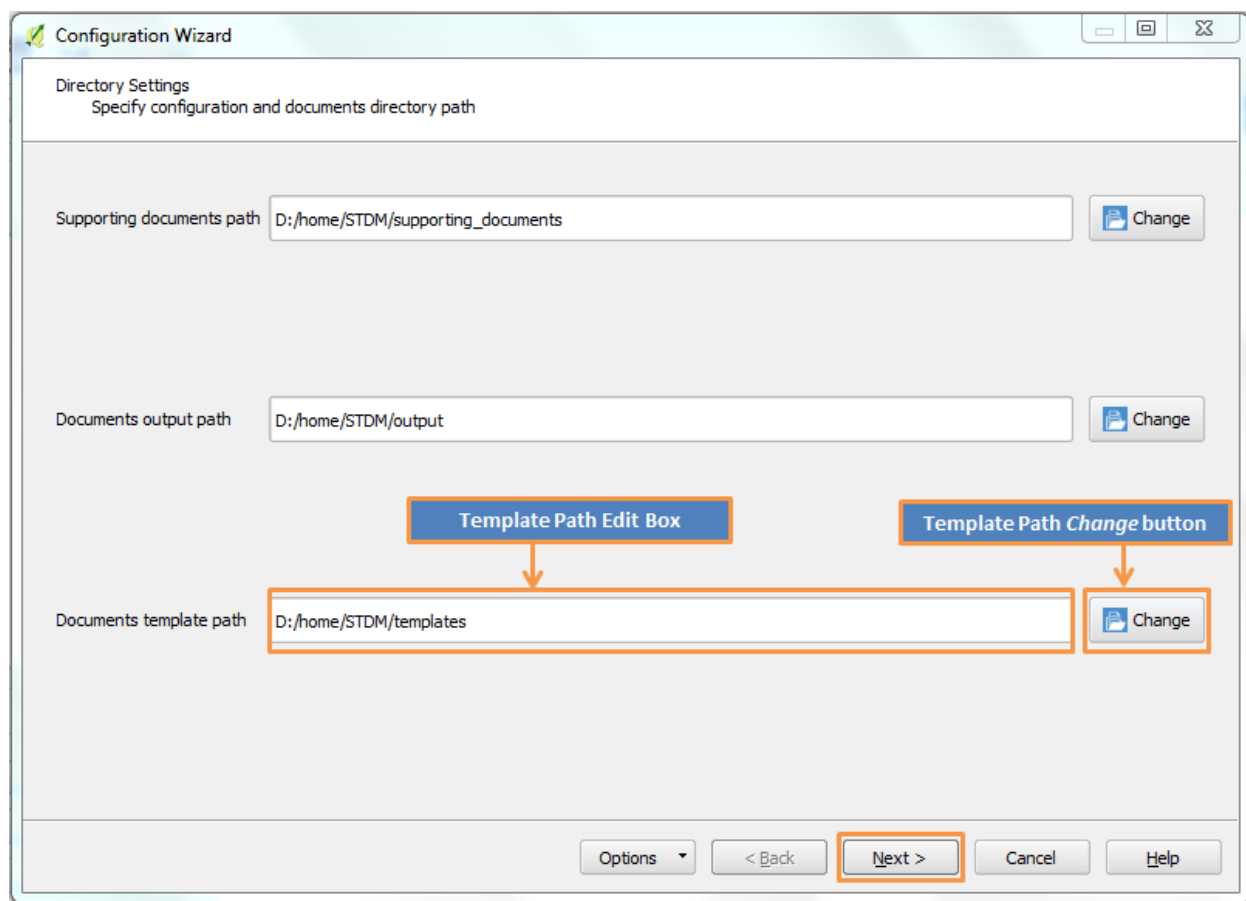 Configuration Wizard
Directory Settings
Specify configuration and documents directory path
Supporting documents path D:/home/STDM/supporting_documents Change
Documents output path D:/home/STDM/output Change
Template Path Edit Box Template Path Change button
Documents template path D:/home/STDM/templates Change
Options < Back Next > Cancel Help